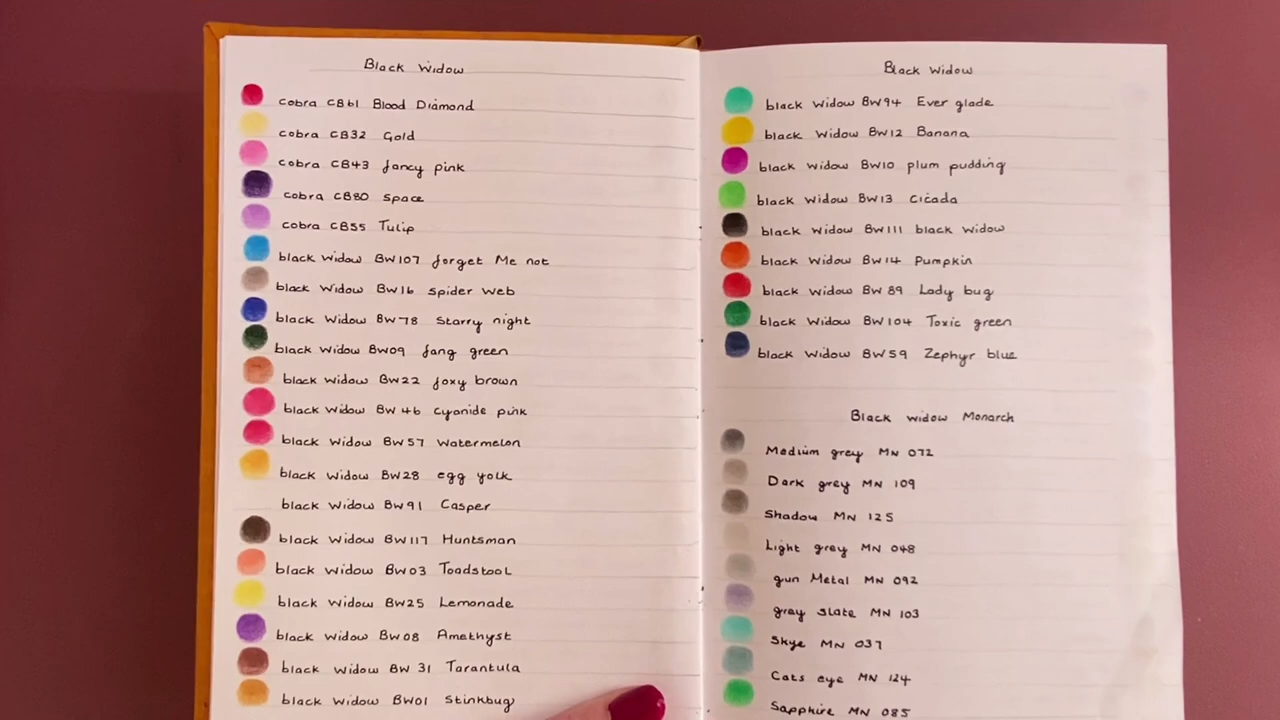 Black Widow
cobra CB61 Blood Diamond
cobra CB32 Gold
cobra CB43 fancy pink
cobra CB80 space
cobra CB55 Tulip
black Widow BW107 forget Me not
black Widow BW16 spider Web
black Widow BW78 Starry night
black Widow BW09 fang green
black Widow BW22 foxy brown
black Widow BW46 cyanide pink
black Widow BW57 Watermelon
black Widow BW28 egg yolk
black Widow BW91 Casper
black Widow BW117 Huntsman
black Widow BW03 Toadstool
black Widow BW25 Lemonade
black Widow BW08 Amethyst
black Widow BW31 Tarantula
black Widow BW01 Stinkbug
Black Widow
black Widow BW94 Ever glade
black Widow BW12 Banana
black Widow BW10 plum pudding
black Widow BW13 Cicada
black Widow BW111 black Widow
black Widow BW14 Pumpkin
black Widow BW89 Lady bug
black Widow BW104 Toxic green
black Widow BW59 Zephyr blue
Black widow Monarch
Medium grey MN 072
Dark grey MN 109
Shadow MN 125
Light grey MN 048
gun Metal MN 092
grey slate MN 103
Skye MN 037
Cats eye MN 124
Sapphire MN 085